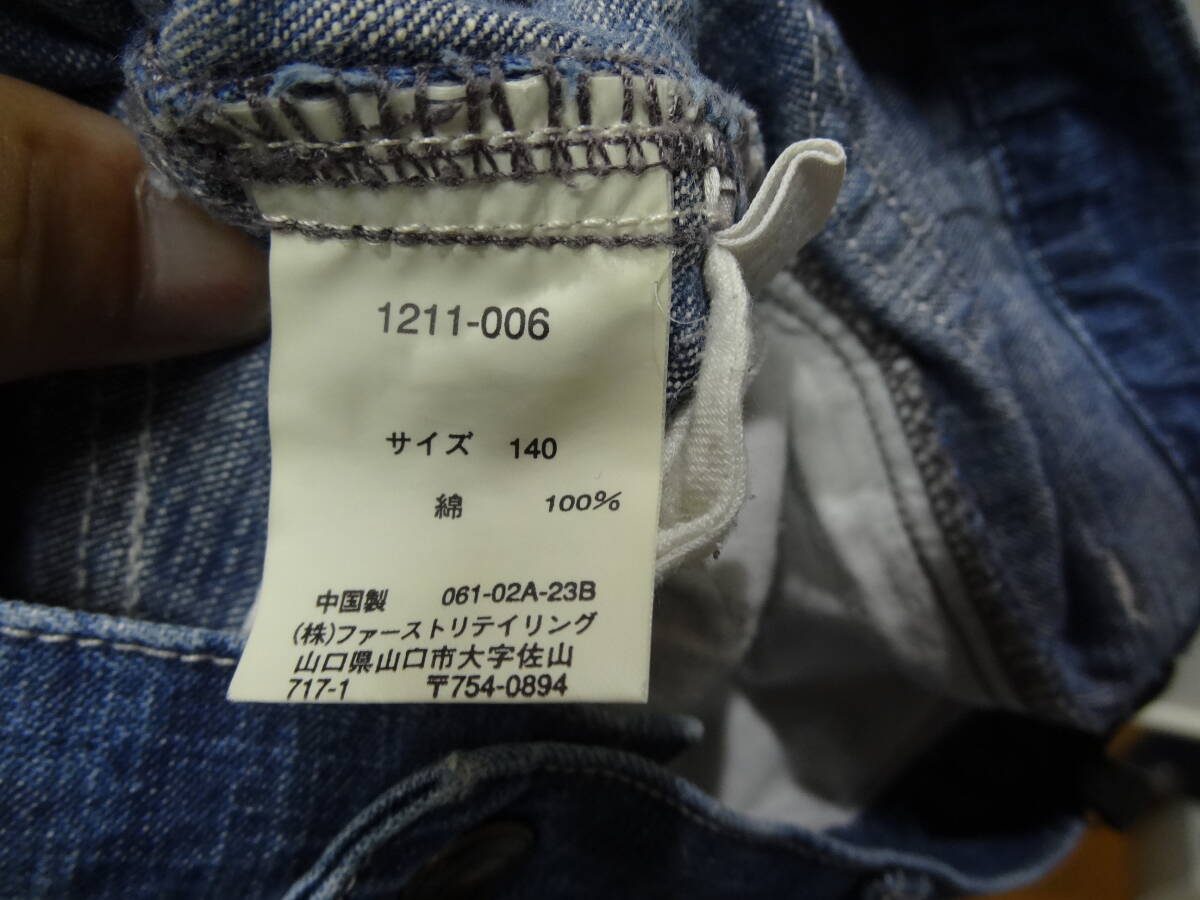 1211-006
サイズ 140
綿 100%
中国製 061-02A-23B
(株)ファーストリテイリング
山口県山口市大字佐山
717-1 〒754-0894